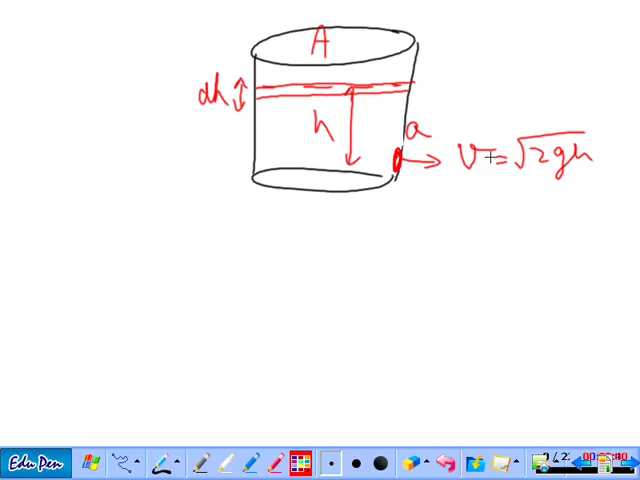 A
dh
h
a
V = √2gh
Edu Pen